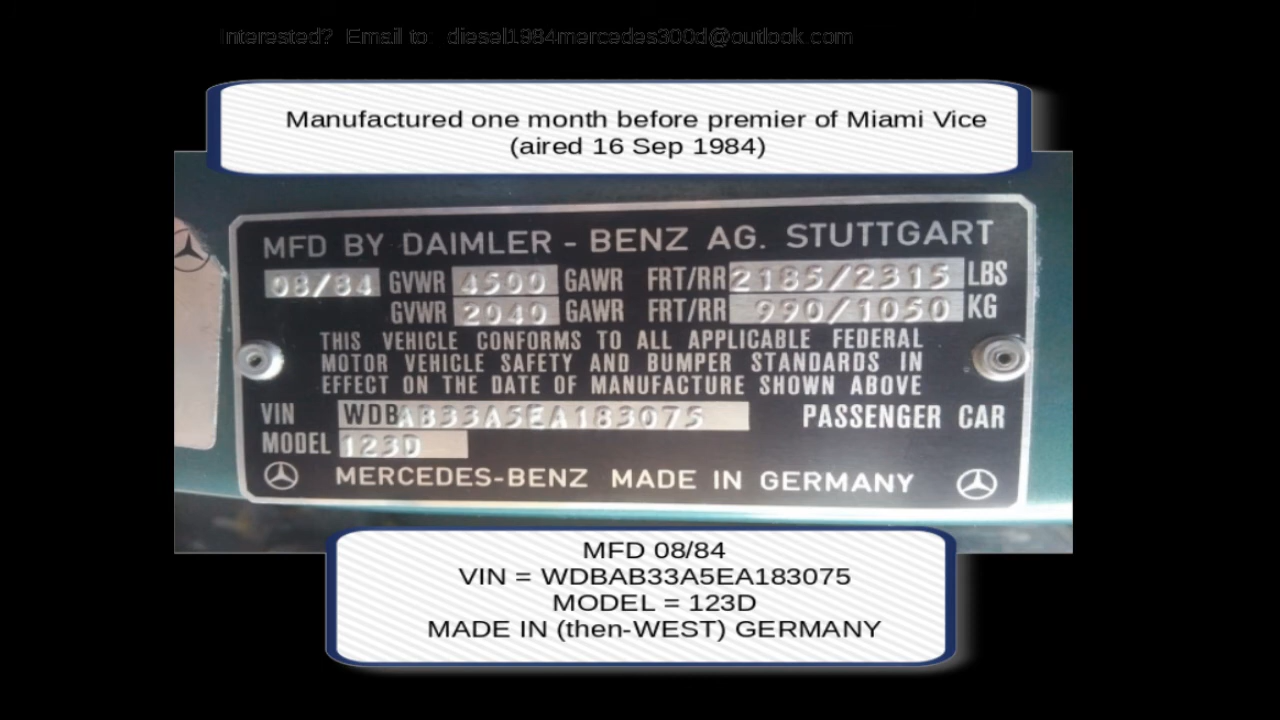 Interested? Email to: diesel1984mercedes300d@outlook.com
Manufactured one month before premier of Miami Vice
(aired 16 Sep 1984)
MFD BY DAIMLER - BENZ AG. STUTTGART
08/84 GVWR 4500 GAWR FRT/RR 2185/2315 LBS
GVWR 2040 GAWR FRT/RR 990/1050 KG
THIS VEHICLE CONFORMS TO ALL APPLICABLE FEDERAL
MOTOR VEHICLE SAFETY AND BUMPER STANDARDS IN
EFFECT ON THE DATE OF MANUFACTURE SHOWN ABOVE
VIN WDBAB33A5EA183075 PASSENGER CAR
MODEL 123D
MERCEDES-BENZ MADE IN GERMANY
MFD 08/84
VIN = WDBAB33A5EA183075
MODEL = 123D
MADE IN (then-WEST) GERMANY